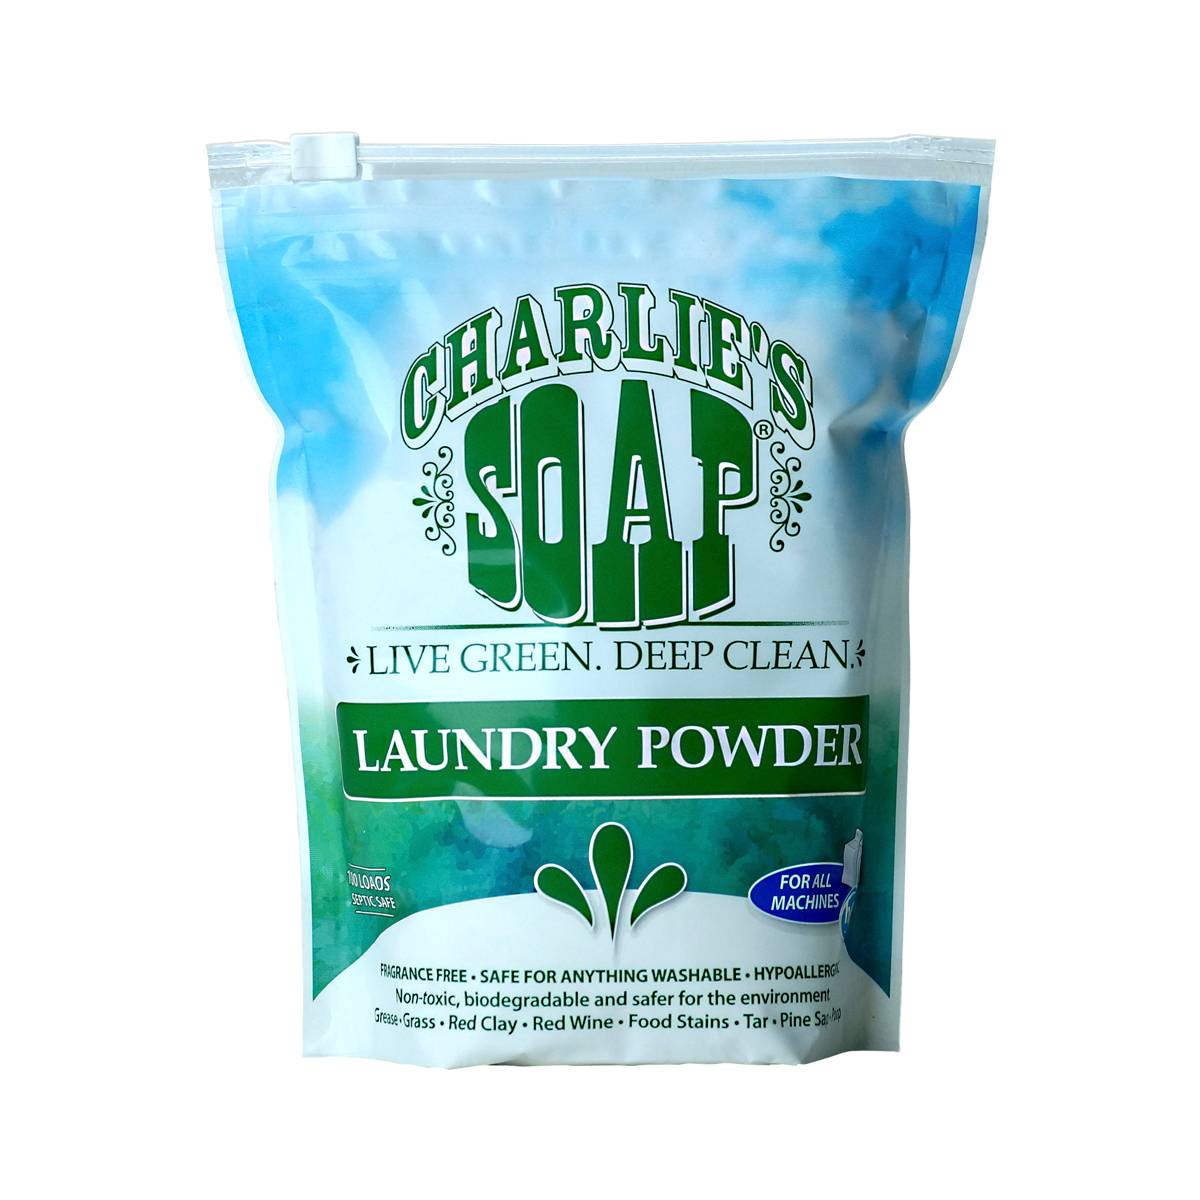 CHARLIE'S
SOAP®
LIVE GREEN. DEEP CLEAN.
LAUNDRY POWDER
100 LOADS
SEPTIC SAFE
FOR ALL
MACHINES
FRAGRANCE FREE • SAFE FOR ANYTHING WASHABLE • HYPOALLERGIC
Non-toxic, biodegradable and safer for the environment
Grease • Grass • Red Clay • Red Wine • Food Stains • Tar • Pine Sap • Poop